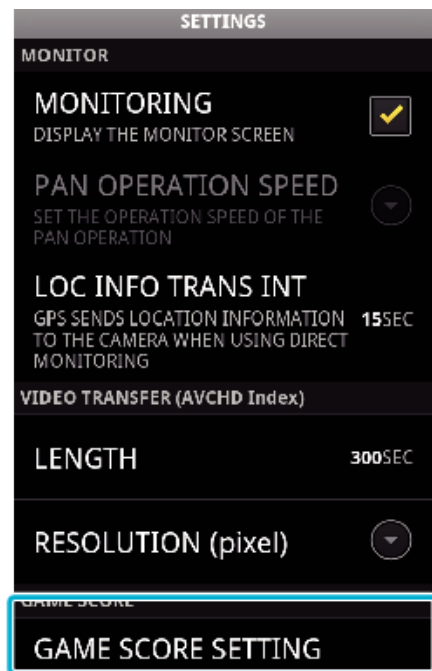 SETTINGS
MONITOR
MONITORING
DISPLAY THE MONITOR SCREEN
PAN OPERATION SPEED
SET THE OPERATION SPEED OF THE
PAN OPERATION
LOC INFO TRANS INT
GPS SENDS LOCATION INFORMATION 15SEC
TO THE CAMERA WHEN USING DIRECT
MONITORING
VIDEO TRANSFER (AVCHD Index)
LENGTH 300SEC
RESOLUTION (pixel)
GAME SCORE
GAME SCORE SETTING